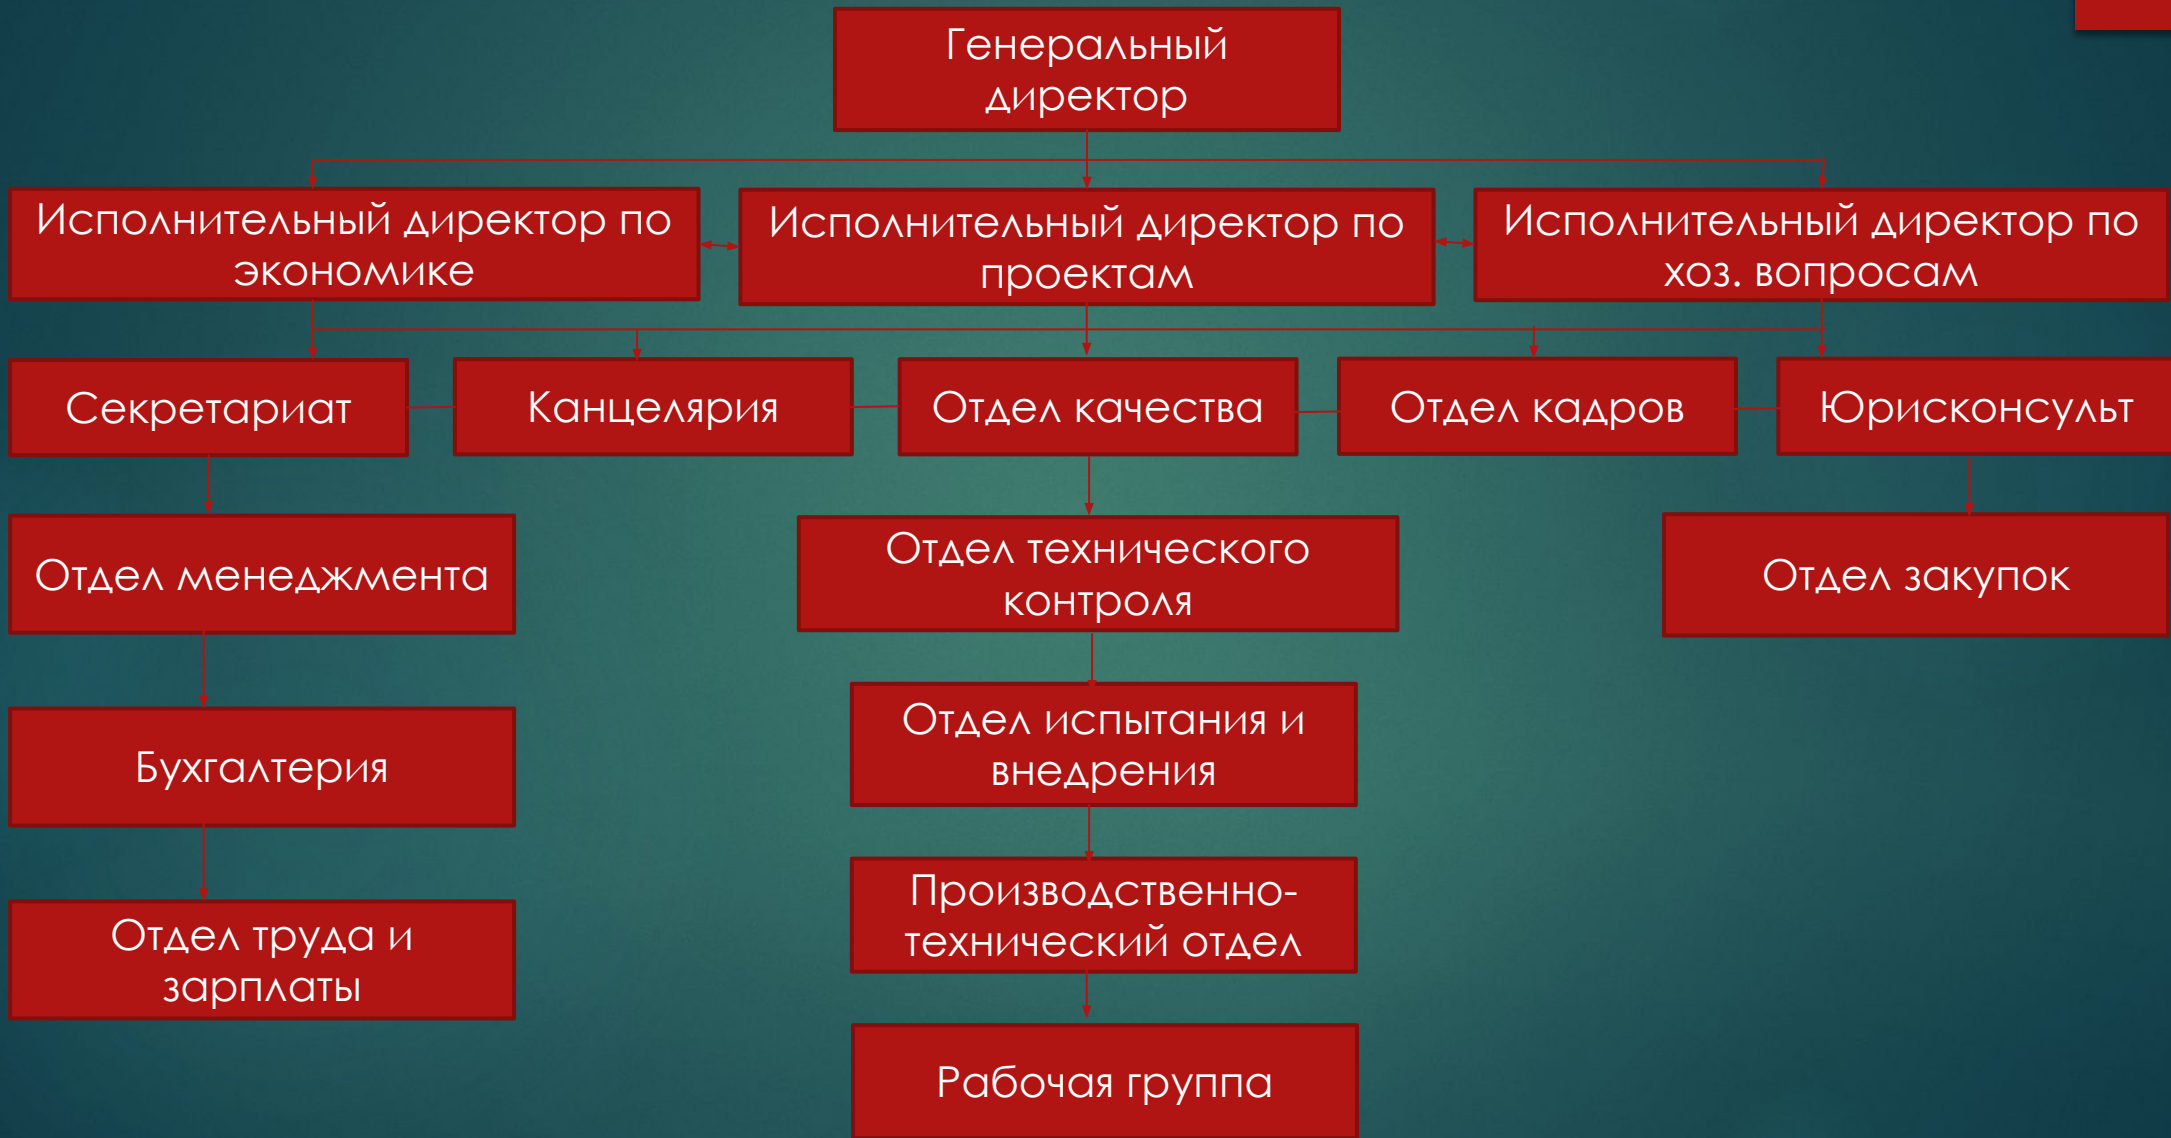 Генеральный
директор
Исполнительный директор по
экономике
Исполнительный директор по
проектам
Исполнительный директор по
хоз. вопросам
Секретариат
Канцелярия
Отдел качества
Отдел кадров
Юрисконсульт
Отдел менеджмента
Отдел технического
контроля
Отдел закупок
Бухгалтерия
Отдел испытания и
внедрения
Отдел труда и
зарплаты
Производственно-
технический отдел
Рабочая группа